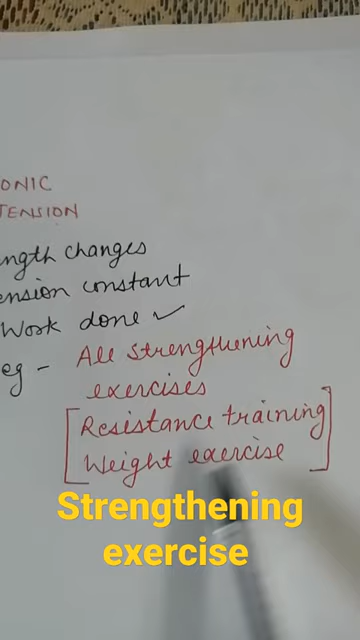 ONIC
TENSION
ngth changes
ension constant
Work done ✓
eg - All strengthening
exercises
[Resistance training
Weight exercise]
Strengthening
exercise